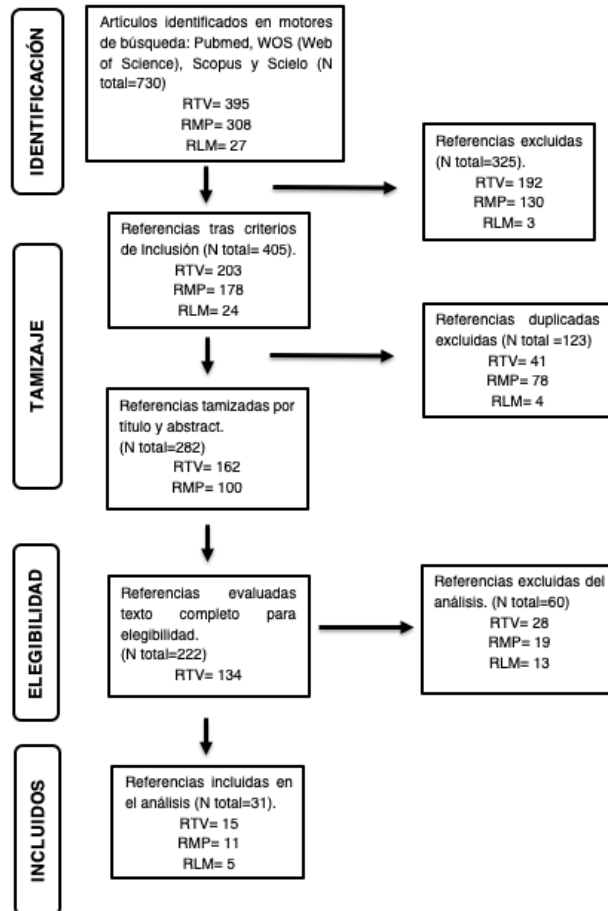 IDENTIFICACIÓN
Artículos identificados en motores
de búsqueda: Pubmed, WOS (Web
of Science), Scopus y Scielo (N
total=730)
RTV= 395
RMP= 308
RLM= 27
Referencias excluidas
(N total=325).
RTV= 192
RMP= 130
RLM= 3
TAMIZAJE
Referencias tras criterios
de Inclusión (N total= 405).
RTV= 203
RMP= 178
RLM= 24
Referencias duplicadas
excluidas (N total =123)
RTV= 41
RMP= 78
RLM= 4
Referencias tamizadas por
título y abstract.
(N total=282)
RTV= 162
RMP= 100
ELEGIBILIDAD
Referencias evaluadas
texto completo para
elegibilidad.
(N total=222)
RTV= 134
Referencias excluidas del
análisis. (N total=60)
RTV= 28
RMP= 19
RLM= 13
INCLUIDOS
Referencias incluidas en
el análisis (N total=31).
RTV= 15
RMP= 11
RLM= 5